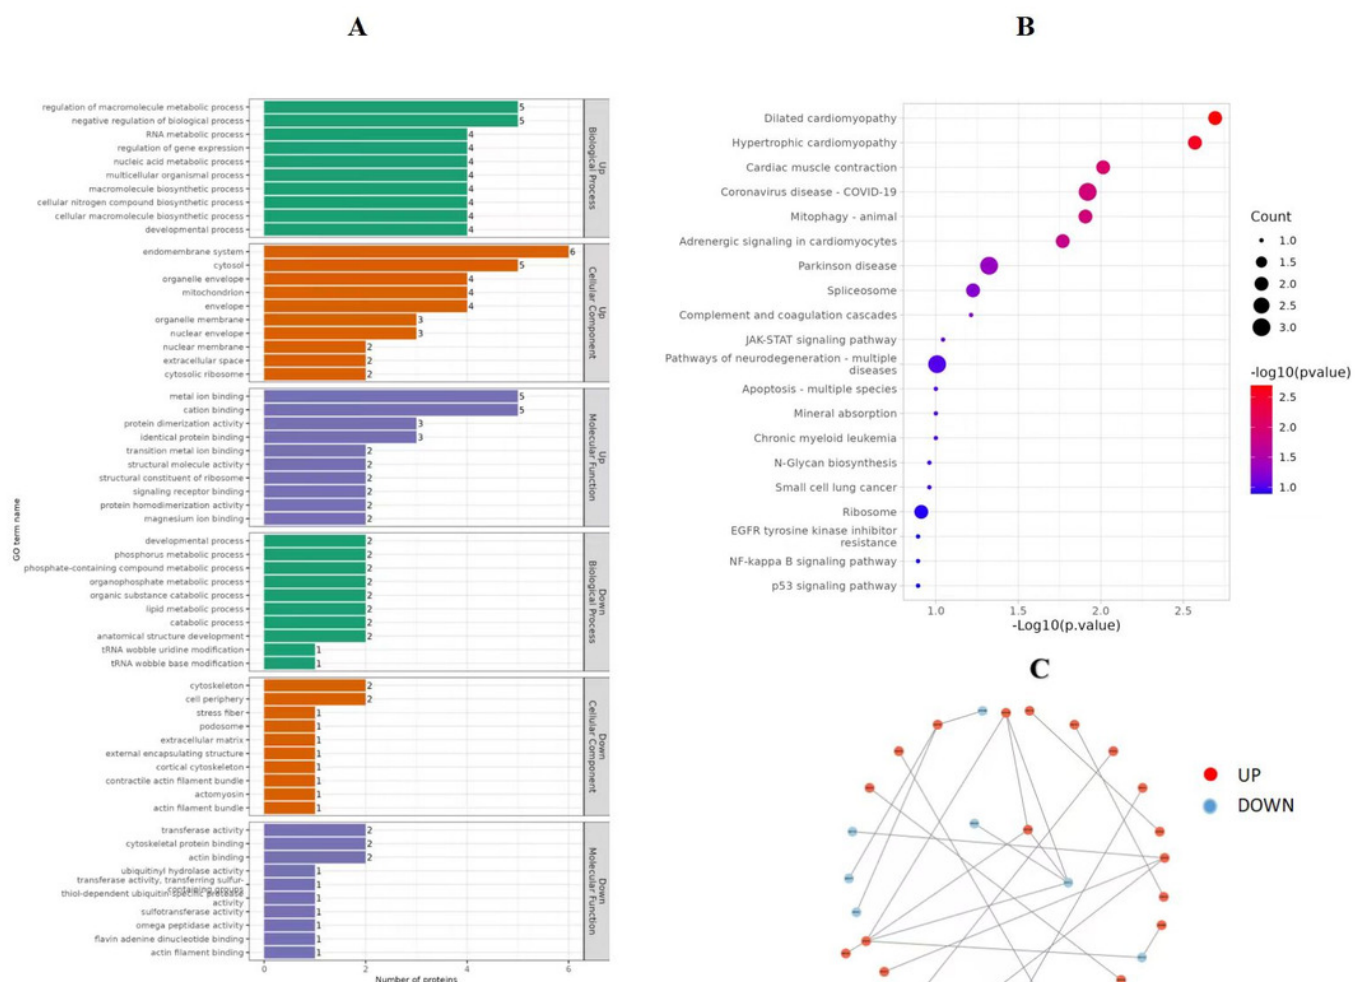 A
regulation of macromolecule metabolic process 5
negative regulation of biological process 5
RNA metabolic process 4
regulation of gene expression 4
nucleic acid metabolic process 4
multicellular organismal process 4
macromolecule biosynthetic process 4
cellular nitrogen compound biosynthetic process 4
cellular macromolecule biosynthetic process 4
developmental process 4
Up
Biological Process
endomembrane system 6
cytosol 5
organelle envelope 4
mitochondrion 4
envelope 4
organelle membrane 3
nuclear envelope 3
nuclear membrane 2
extracellular space 2
cytosolic ribosome 2
Up
Cellular Component
metal ion binding 5
cation binding 5
protein dimerization activity 3
identical protein binding 3
transition metal ion binding 2
structural molecule activity 2
structural constituent of ribosome 2
signaling receptor binding 2
protein homodimerization activity 2
magnesium ion binding 2
Up
Molecular Function
GO term name
developmental process 2
phosphorus metabolic process 2
phosphate-containing compound metabolic process 2
organophosphate metabolic process 2
organic substance catabolic process 2
lipid metabolic process 2
catabolic process 2
anatomical structure development 2
tRNA wobble uridine modification 1
tRNA wobble base modification 1
Down
Biological Process
cytoskeleton 2
cell periphery 2
stress fiber 1
podosome 1
extracellular matrix 1
external encapsulating structure 1
cortical cytoskeleton 1
contractile actin filament bundle 1
actomyosin 1
actin filament bundle 1
Down
Cellular Component
transferase activity 2
cytoskeletal protein binding 2
actin binding 2
ubiquitinyl hydrolase activity 1
transferase activity, transferring sulfur-
containing groups 1
thiol-dependent ubiquitin-specific protease
activity 1
sulfotransferase activity 1
omega peptidase activity 1
flavin adenine dinucleotide binding 1
actin filament binding 1
Down
Molecular Function
0 2 4 6
Number of proteins
B
Dilated cardiomyopathy
Hypertrophic cardiomyopathy
Cardiac muscle contraction
Coronavirus disease - COVID-19
Mitophagy - animal
Adrenergic signaling in cardiomyocytes
Parkinson disease
Spliceosome
Complement and coagulation cascades
JAK-STAT signaling pathway
Pathways of neurodegeneration - multiple
diseases
Apoptosis - multiple species
Mineral absorption
Chronic myeloid leukemia
N-Glycan biosynthesis
Small cell lung cancer
Ribosome
EGFR tyrosine kinase inhibitor
resistance
NF-kappa B signaling pathway
p53 signaling pathway
1.0 1.5 2.0 2.5
-Log10(p.value)
Count
1.0
1.5
2.0
2.5
3.0
-log10(pvalue)
2.5
2.0
1.5
1.0
C
UP
DOWN